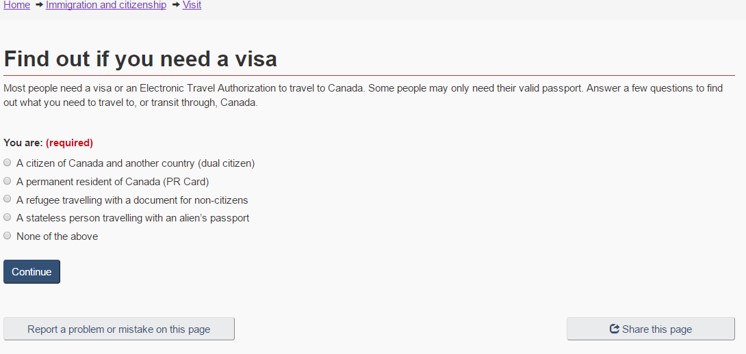 Home → Immigration and citizenship → Visit
Find out if you need a visa
Most people need a visa or an Electronic Travel Authorization to travel to Canada. Some people may only need their valid passport. Answer a few questions to find
out what you need to travel to, or transit through, Canada.
You are: (required)
A citizen of Canada and another country (dual citizen)
A permanent resident of Canada (PR Card)
A refugee travelling with a document for non-citizens
A stateless person travelling with an alien's passport
None of the above
Continue
Report a problem or mistake on this page
Share this page